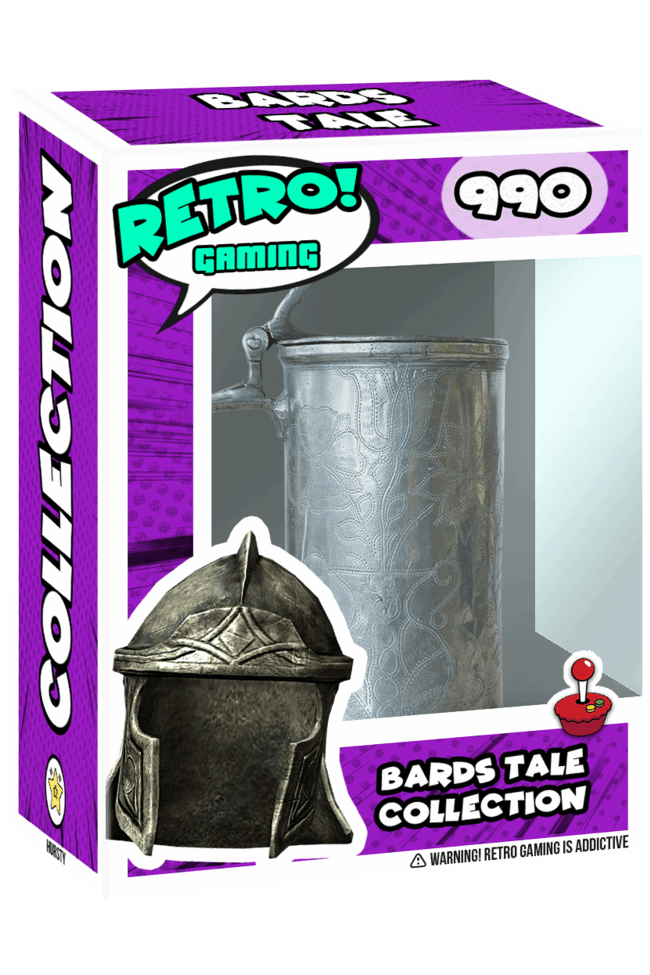 BARDS
TALE
COLLECTION
RETRO!
GAMING
990
BARDS TALE
COLLECTION
WARNING! RETRO GAMING IS ADDICTIVE
HURSTY